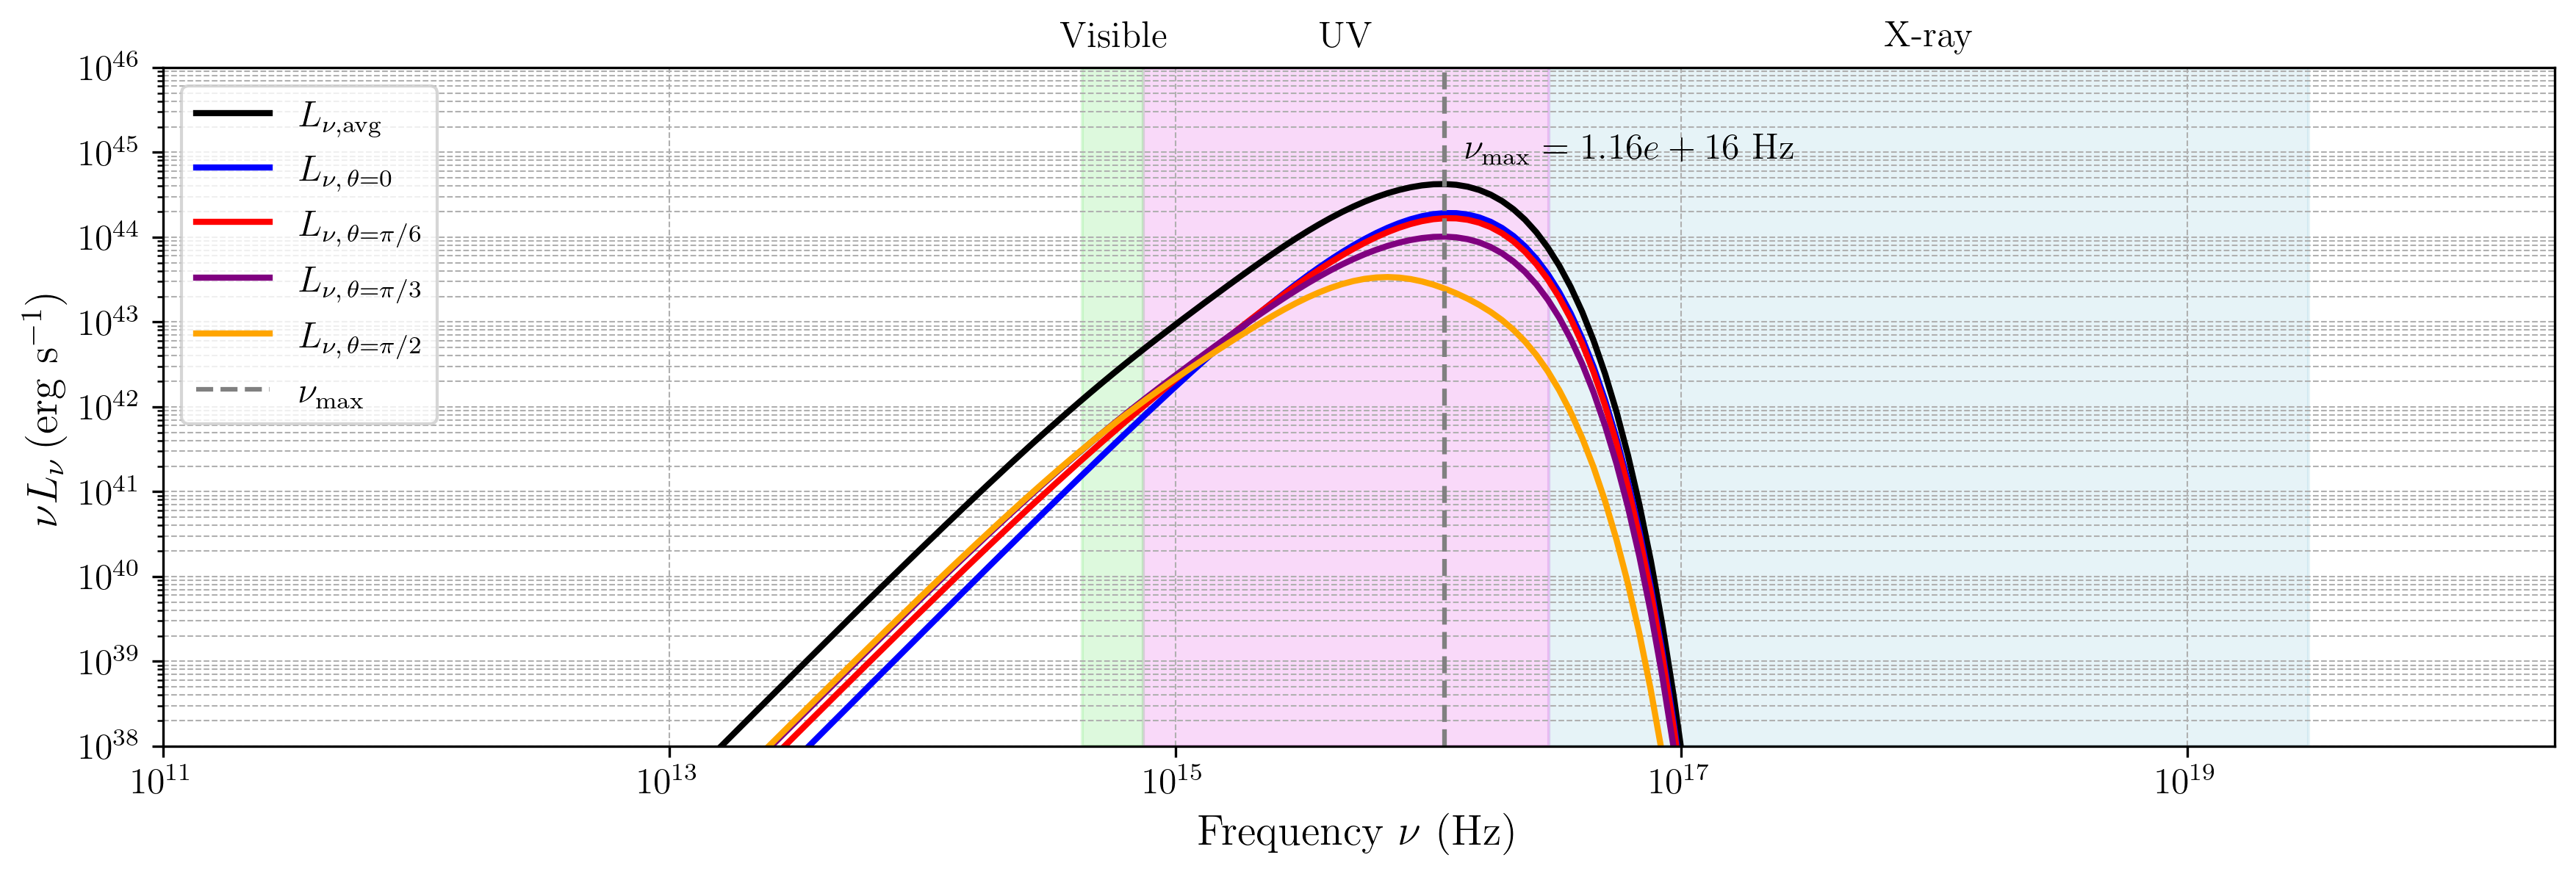 Visible UV X-ray
10^46
10^45
10^44
10^43
10^42
10^41
10^40
10^39
10^38
νL_ν (erg s^−1)
L_ν,avg
L_ν, θ=0
L_ν, θ=π/6
L_ν, θ=π/3
L_ν, θ=π/2
ν_max
ν_max = 1.16e + 16 Hz
10^11 10^13 10^15 10^17 10^19
Frequency ν (Hz)